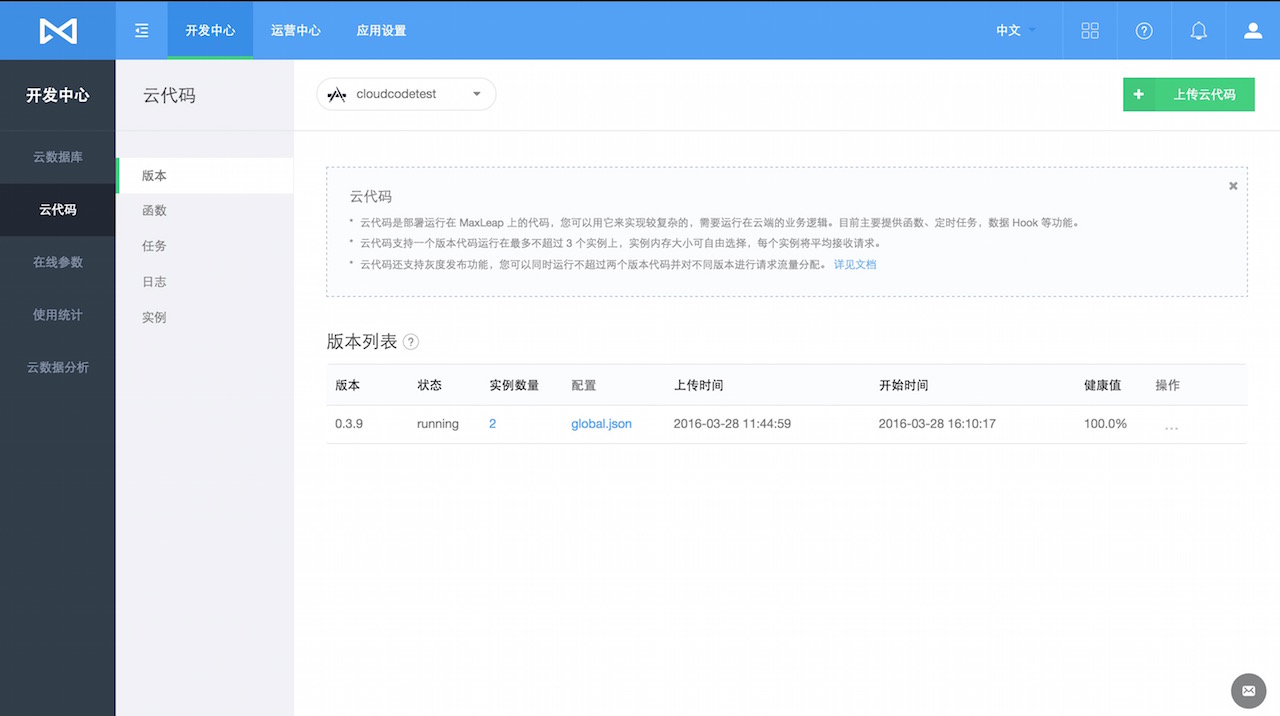 开发中心 运营中心 应用设置 中文
开发中心
云数据库
云代码
在线参数
使用统计
云数据分析
云代码
版本
函数
任务
日志
实例
cloudcodetest
上传云代码
云代码
* 云代码是部署运行在 MaxLeap 上的代码，您可以用它来实现较复杂的，需要运行在云端的业务逻辑。目前主要提供函数、定时任务，数据 Hook 等功能。
* 云代码支持一个版本代码运行在最多不超过 3 个实例上，实例内存大小可自由选择，每个实例将平均接收请求。
* 云代码还支持灰度发布功能，您可以同时运行不超过两个版本代码并对不同版本进行请求流量分配。 详见文档
版本列表 ?
版本 状态 实例数量 配置 上传时间 开始时间 健康值 操作
0.3.9 running 2 global.json 2016-03-28 11:44:59 2016-03-28 16:10:17 100.0% ...